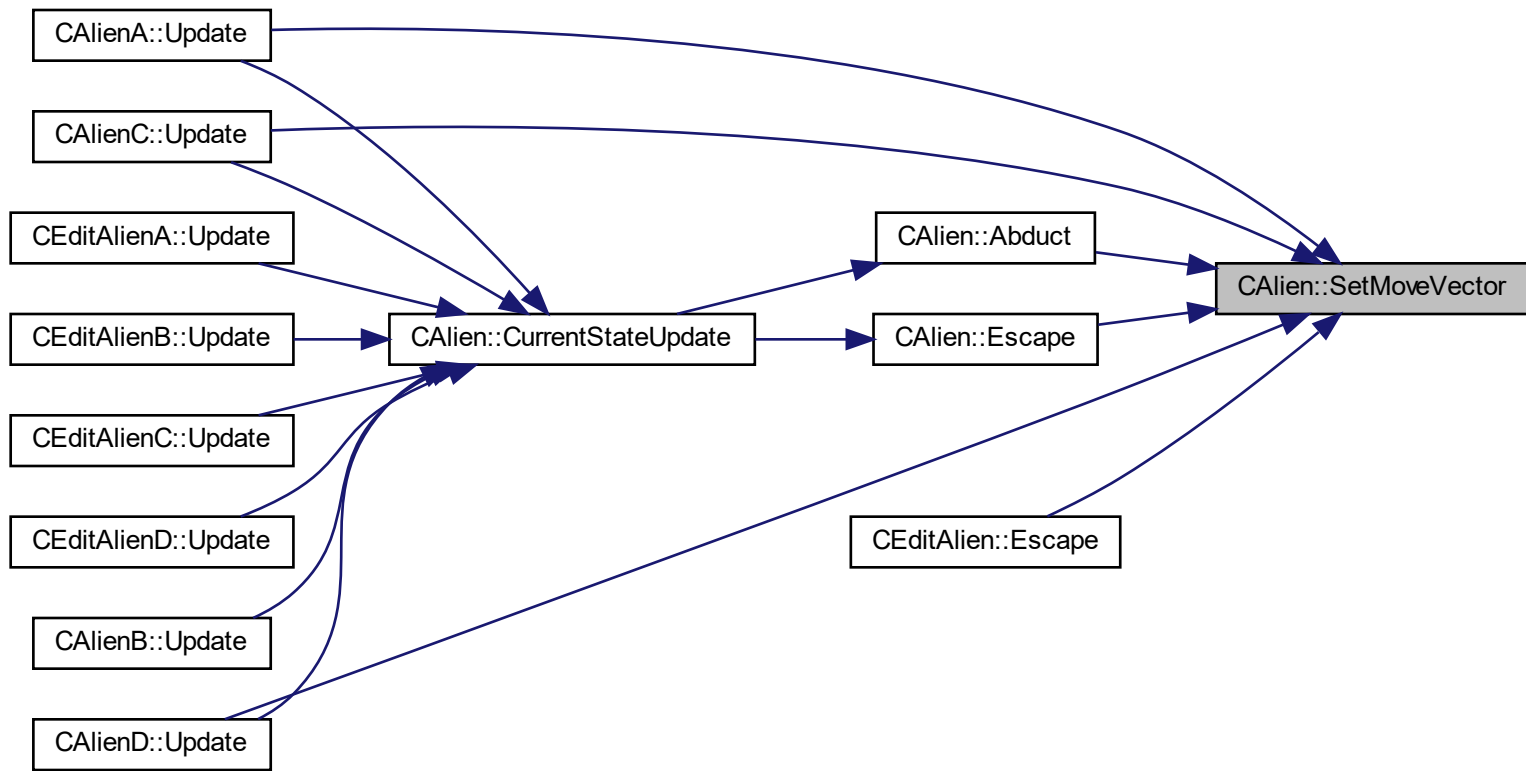 CAlienA::Update
CAlienC::Update
CEditAlienA::Update
CAlien::Abduct
CAlien::SetMoveVector
CEditAlienB::Update
CAlien::CurrentStateUpdate
CAlien::Escape
CEditAlienC::Update
CEditAlienD::Update
CEditAlien::Escape
CAlienB::Update
CAlienD::Update